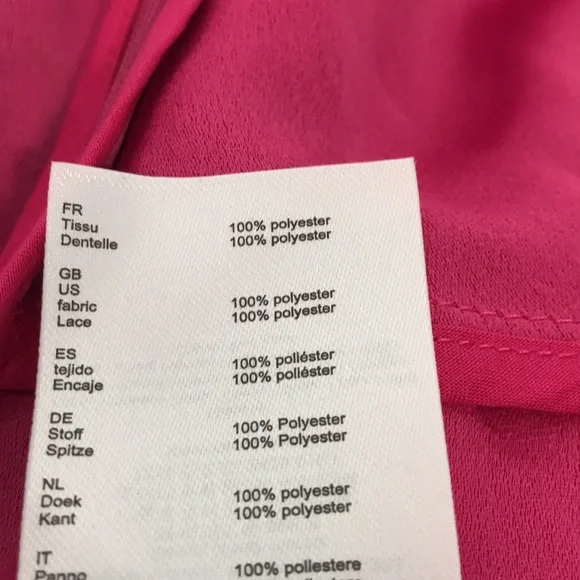 FR
Tissu 100% polyester
Dentelle 100% polyester
GB
US
fabric 100% polyester
Lace 100% polyester
ES
tejido 100% poliéster
Encaje 100% poliéster
DE
Stoff 100% Polyester
Spitze 100% Polyester
NL
Doek 100% polyester
Kant 100% polyester
IT
Panno 100% poliestere